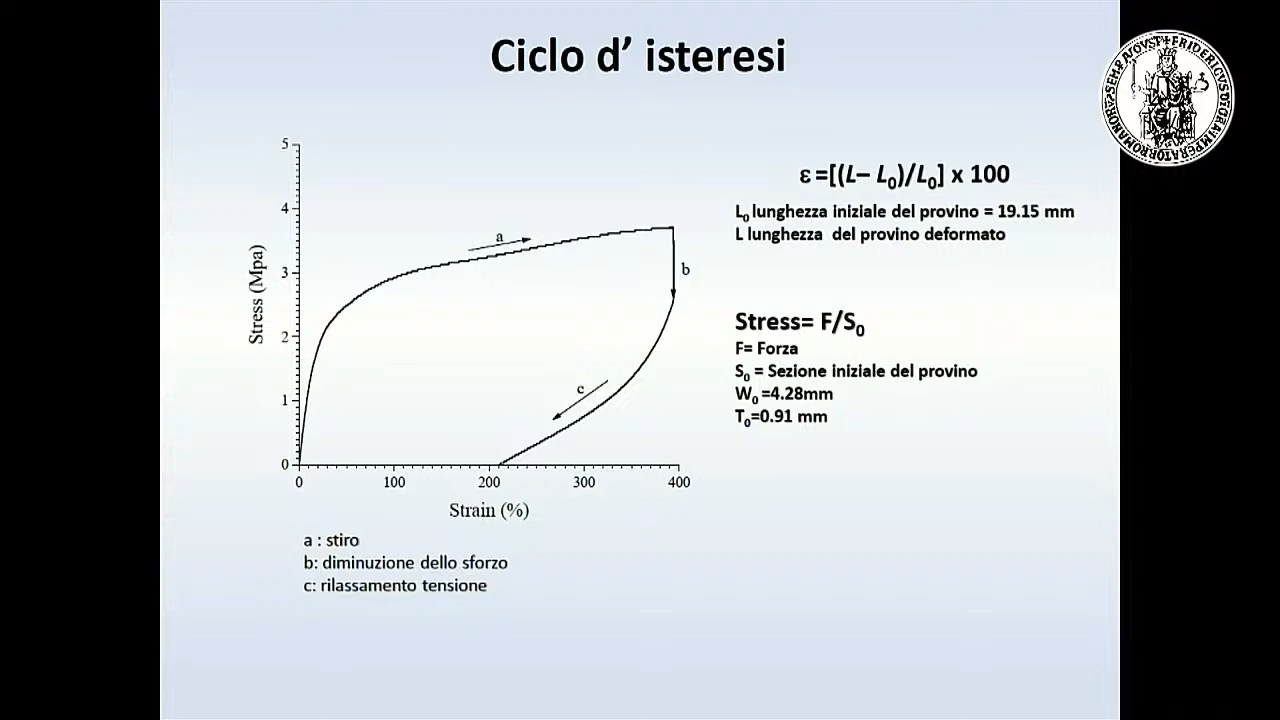 Ciclo d’ isteresi
5
4
3
2
1
0
Stress (Mpa)
a
b
c
0 100 200 300 400
Strain (%)
a : stiro
b: diminuzione dello sforzo
c: rilassamento tensione
ε =[(L– L₀)/L₀] x 100
L₀ lunghezza iniziale del provino = 19.15 mm
L lunghezza del provino deformato
Stress= F/S₀
F= Forza
S₀ = Sezione iniziale del provino
W₀ =4.28mm
T₀=0.91 mm